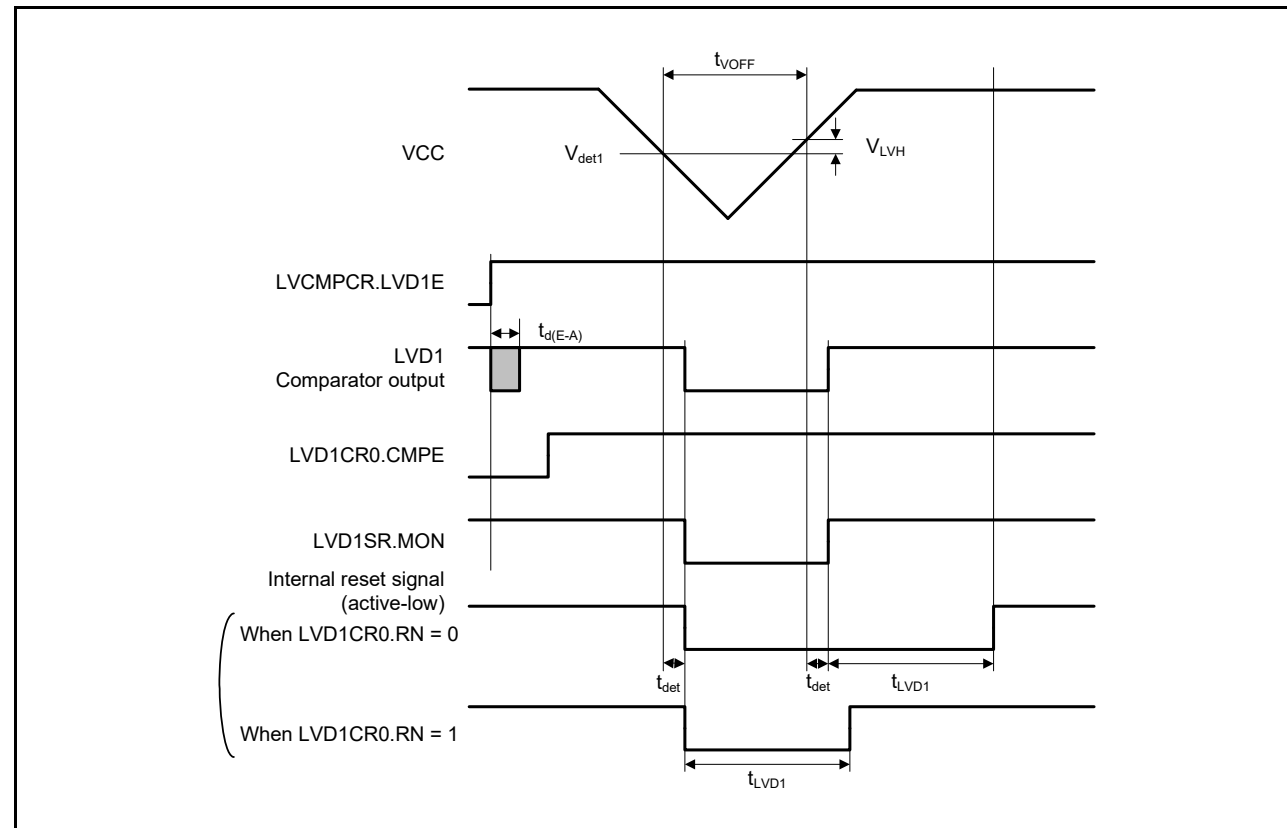 tVOFF
VCC
Vdet1
VLVH
LVCMPCR.LVD1E
td(E-A)
LVD1
Comparator output
LVD1CR0.CMPE
LVD1SR.MON
Internal reset signal
(active-low)
When LVD1CR0.RN = 0
tdet
tdet
tLVD1
When LVD1CR0.RN = 1
tLVD1